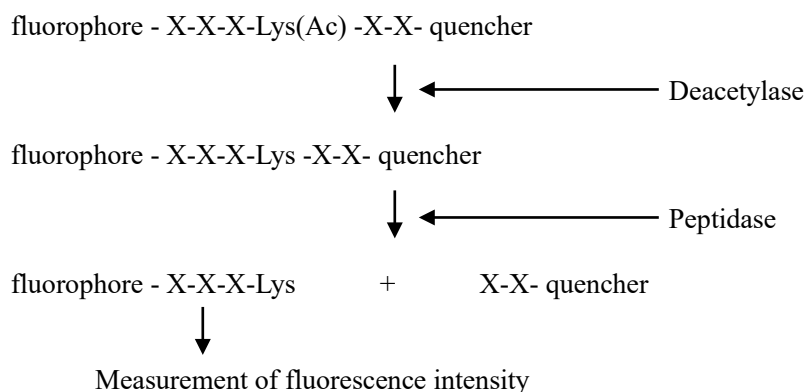 fluorophore - X-X-X-Lys(Ac) -X-X- quencher
Deacetylase
fluorophore - X-X-X-Lys -X-X- quencher
Peptidase
fluorophore - X-X-X-Lys + X-X- quencher
Measurement of fluorescence intensity